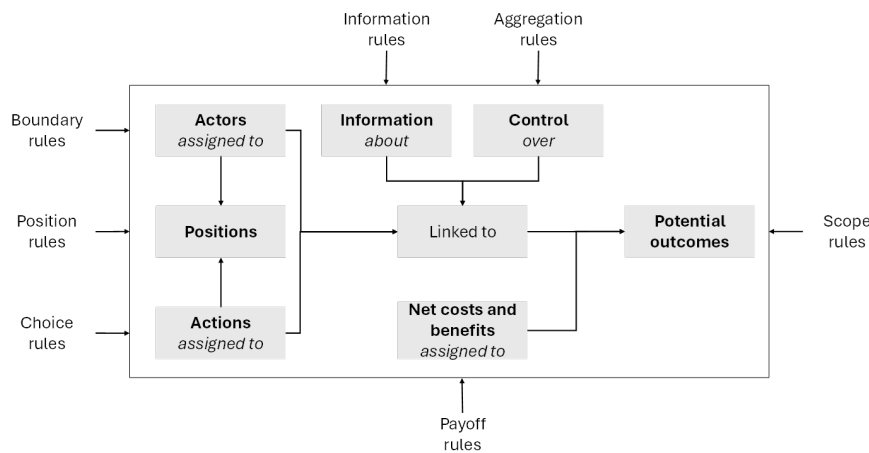 Information
rules
Aggregation
rules
Boundary
rules
Actors
assigned to
Information
about
Control
over
Position
rules
Positions
Linked to
Potential
outcomes
Scope
rules
Choice
rules
Actions
assigned to
Net costs and
benefits
assigned to
Payoff
rules